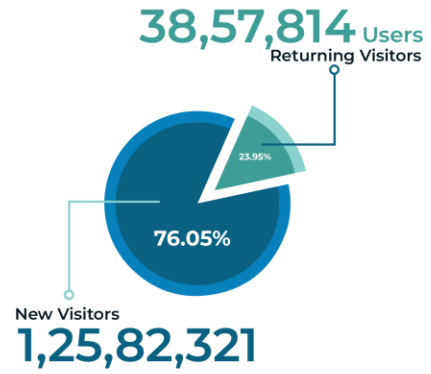 38,57,814 Users
Returning Visitors
23.95%
76.05%
New Visitors
1,25,82,321